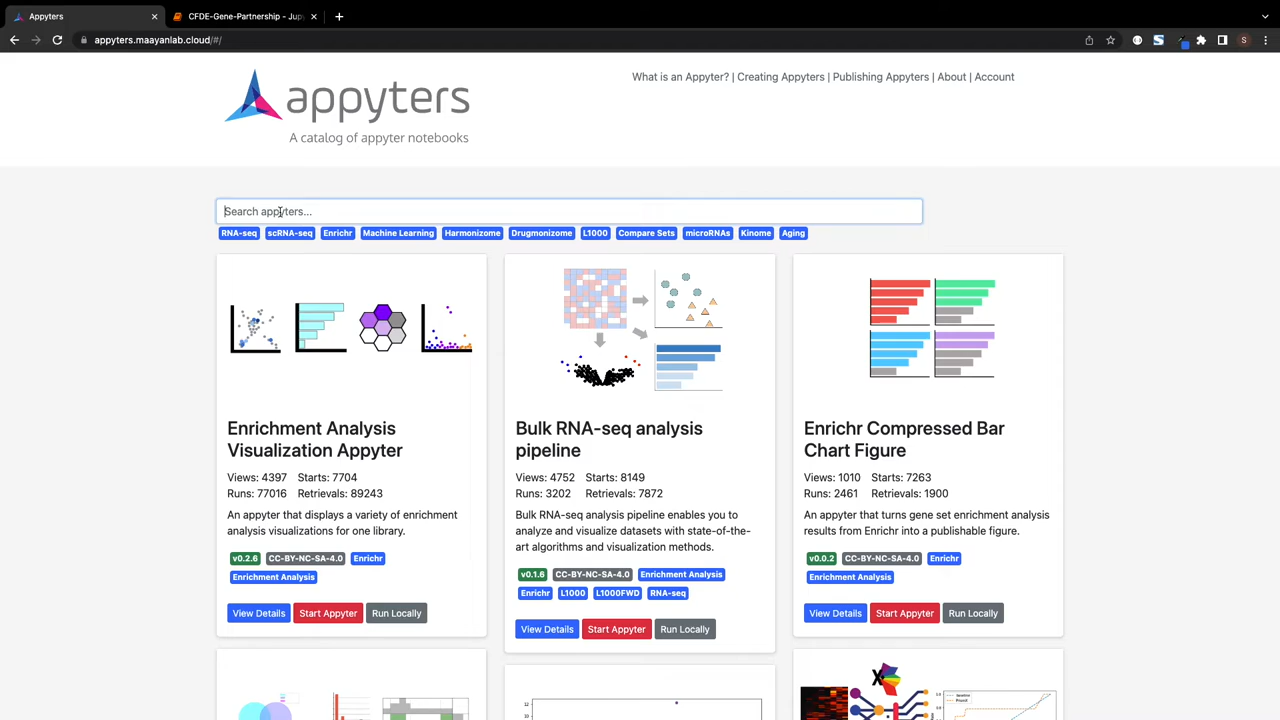 Appyters
CFDE-Gene-Partnership - Jup
appyters.maayanlab.cloud/#/
S
appyters
A catalog of appyter notebooks
What is an Appyter? | Creating Appyters | Publishing Appyters | About | Account
Search appyters...
RNA-seq scRNA-seq Enrichr Machine Learning Harmonizome Drugmonizome L1000 Compare Sets microRNAs Kinome Aging
Enrichment Analysis
Visualization Appyter
Views: 4397 Starts: 7704
Runs: 77016 Retrievals: 89243
An appyter that displays a variety of enrichment
analysis visualizations for one library.
v0.2.6 CC-BY-NC-SA-4.0 Enrichr
Enrichment Analysis
View Details Start Appyter Run Locally
Bulk RNA-seq analysis
pipeline
Views: 4752 Starts: 8149
Runs: 3202 Retrievals: 7872
Bulk RNA-seq analysis pipeline enables you to
analyze and visualize datasets with state-of-the-
art algorithms and visualization methods.
v0.1.6 CC-BY-NC-SA-4.0 Enrichment Analysis
Enrichr L1000 L1000FWD RNA-seq
View Details Start Appyter Run Locally
Enrichr Compressed Bar
Chart Figure
Views: 1010 Starts: 7263
Runs: 2461 Retrievals: 1900
An appyter that turns gene set enrichment analysis
results from Enrichr into a publishable figure.
v0.0.2 CC-BY-NC-SA-4.0 Enrichr
Enrichment Analysis
View Details Start Appyter Run Locally